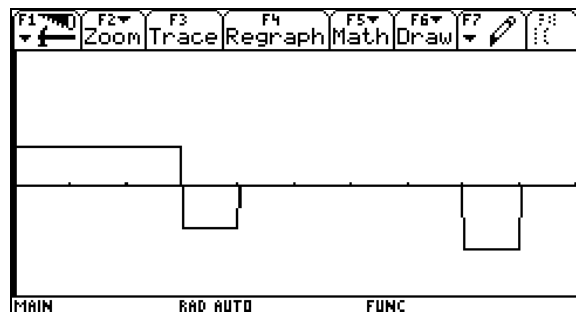 F1 F2 F3 F4 F5 F6 F7
Zoom Trace Regraph Math Draw
MAIN RAD AUTO FUNC